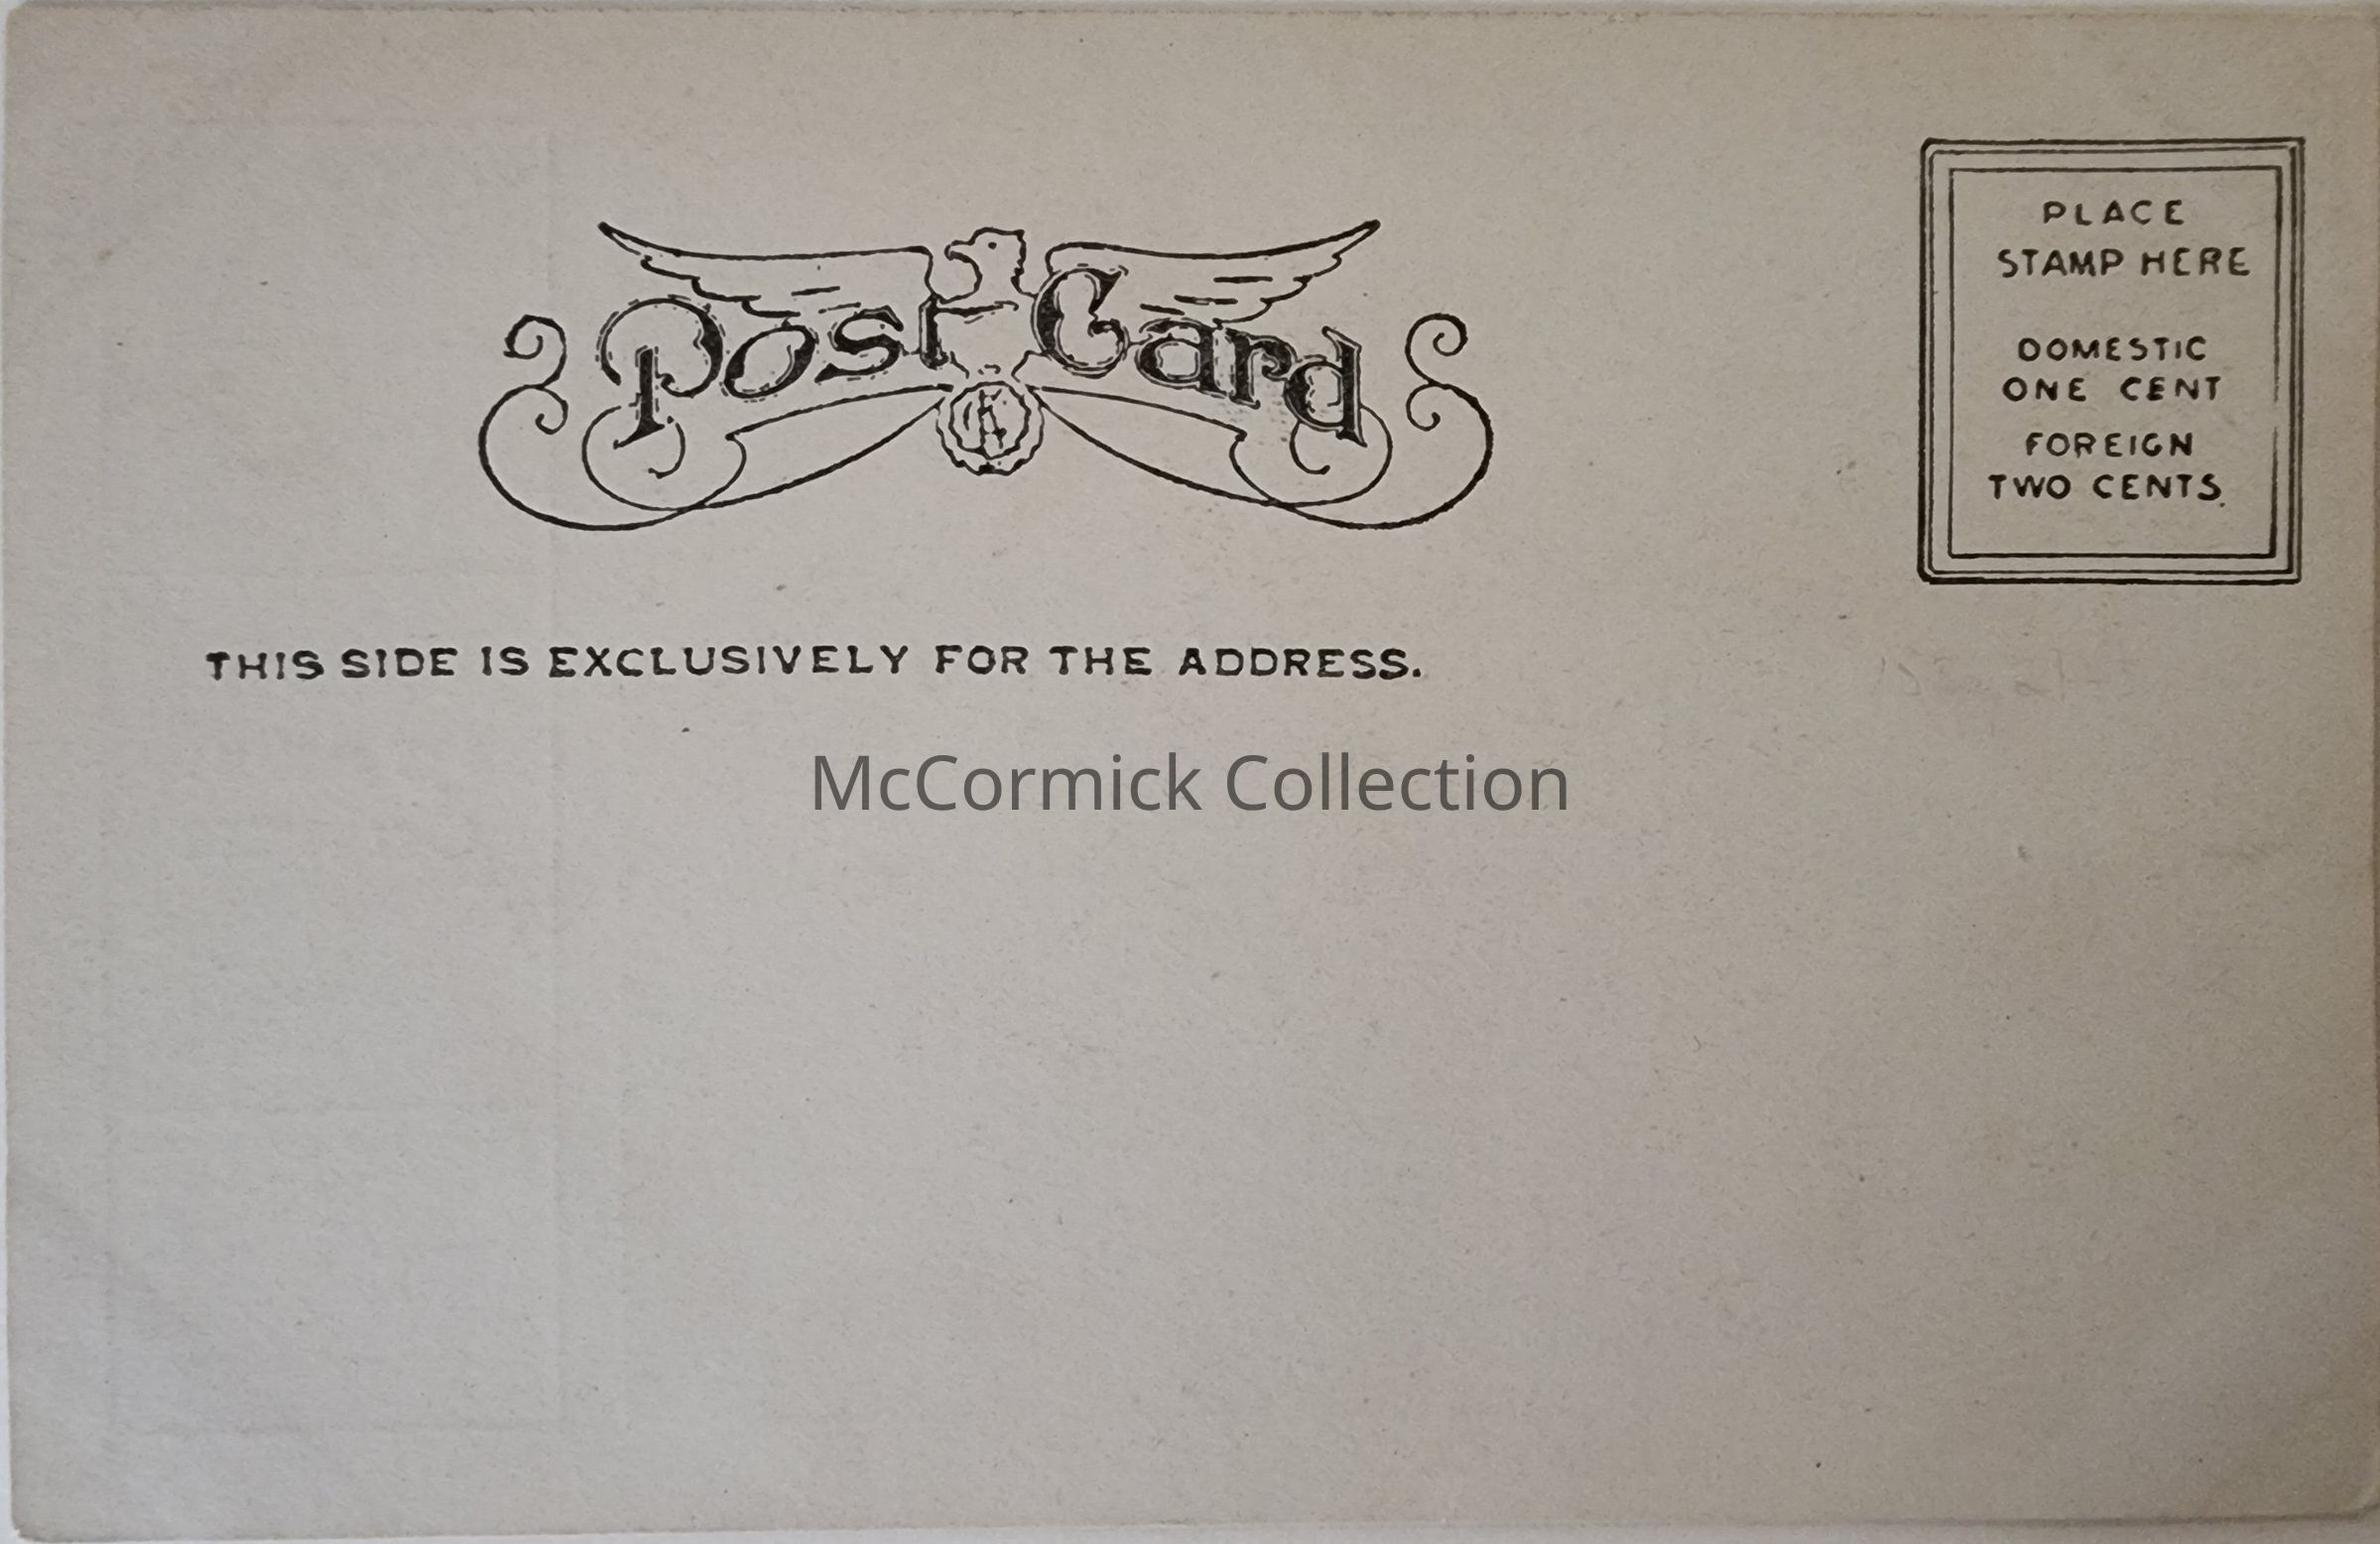 Post Card
PLACE
STAMP HERE
DOMESTIC
ONE CENT
FOREIGN
TWO CENTS.
THIS SIDE IS EXCLUSIVELY FOR THE ADDRESS.
McCormick Collection